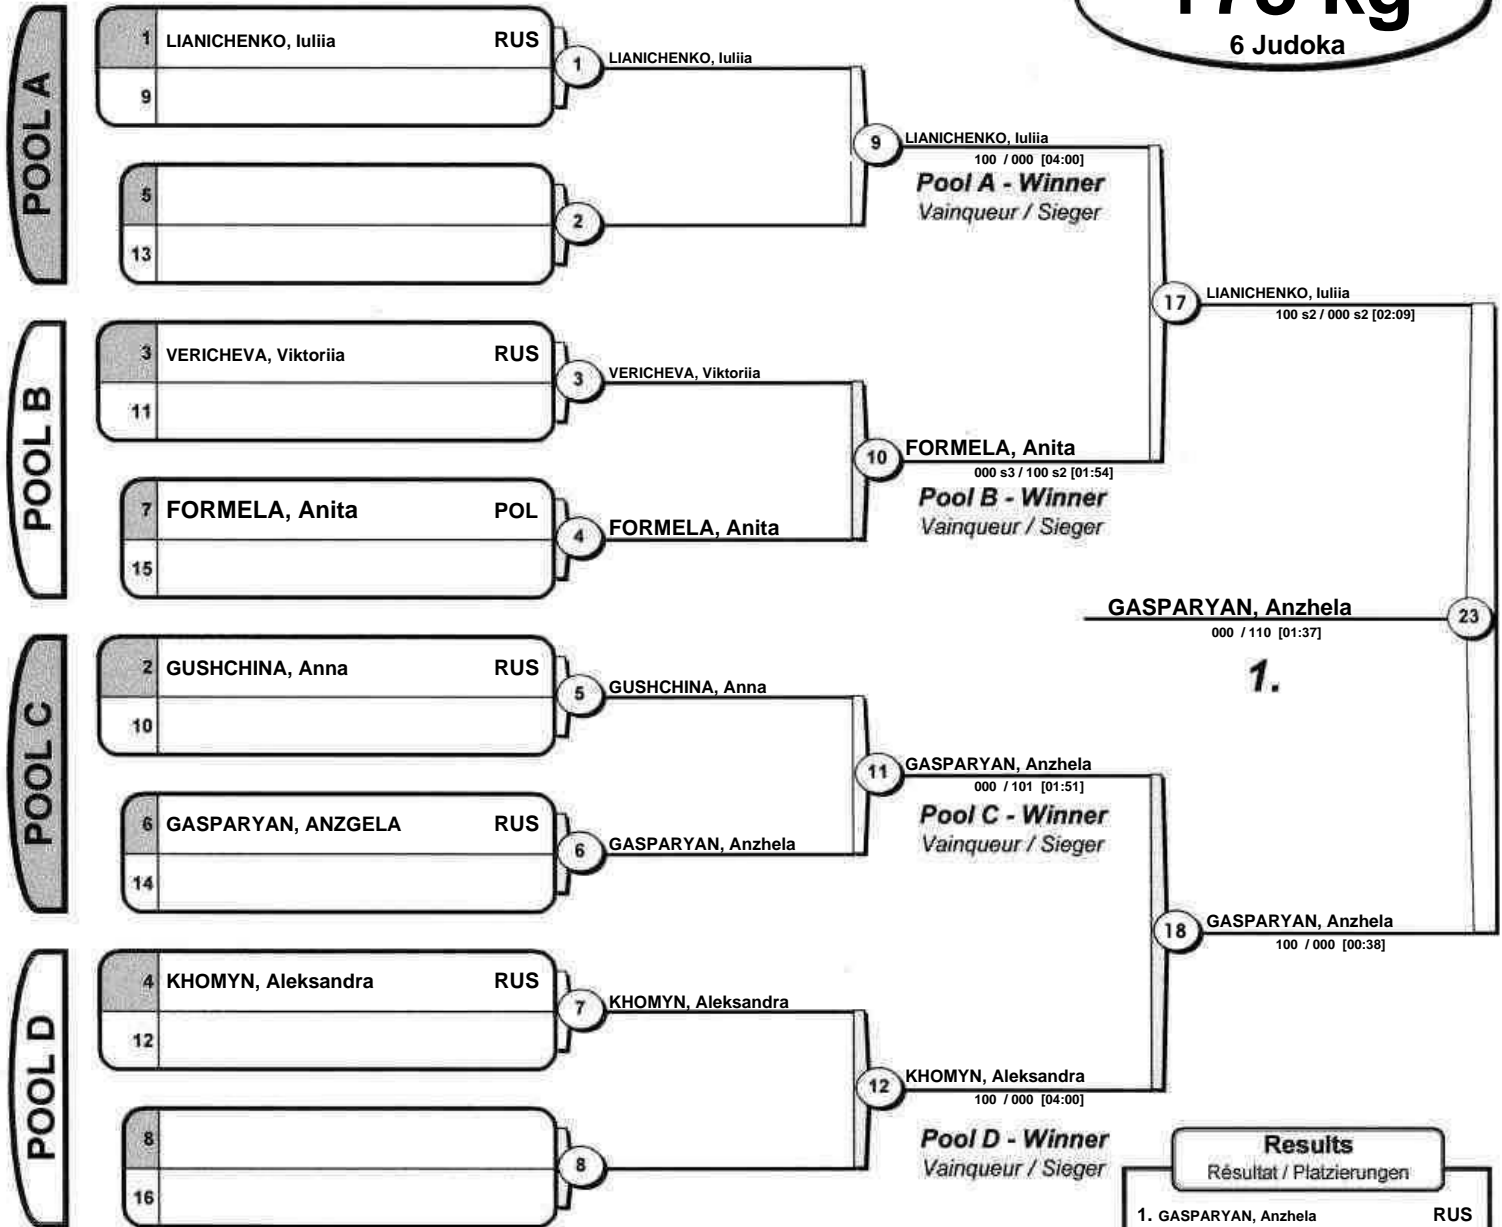 6 Judoka
POOL A
1 LIANICHENKO, Iuliia RUS
9
5
13
1 LIANICHENKO, Iuliia
2
9 LIANICHENKO, Iuliia
100 / 000 [04:00]
Pool A - Winner
Vainqueur / Sieger
POOL B
3 VERICHEVA, Viktoriia RUS
11
7 FORMELA, Anita POL
15
3 VERICHEVA, Viktoriia
4 FORMELA, Anita
10 FORMELA, Anita
000 s3 / 100 s2 [01:54]
Pool B - Winner
Vainqueur / Sieger
17 LIANICHENKO, Iuliia
100 s2 / 000 s2 [02:09]
GASPARYAN, Anzhela 23
000 / 110 [01:37]
1.
POOL C
2 GUSHCHINA, Anna RUS
10
6 GASPARYAN, ANZGELA RUS
14
5 GUSHCHINA, Anna
6 GASPARYAN, Anzhela
11 GASPARYAN, Anzhela
000 / 101 [01:51]
Pool C - Winner
Vainqueur / Sieger
18 GASPARYAN, Anzhela
100 / 000 [00:38]
POOL D
4 KHOMYN, Aleksandra RUS
12
8
16
7 KHOMYN, Aleksandra
8
12 KHOMYN, Aleksandra
100 / 000 [04:00]
Pool D - Winner
Vainqueur / Sieger
Results
Résultat / Platzierungen
1. GASPARYAN, Anzhela RUS